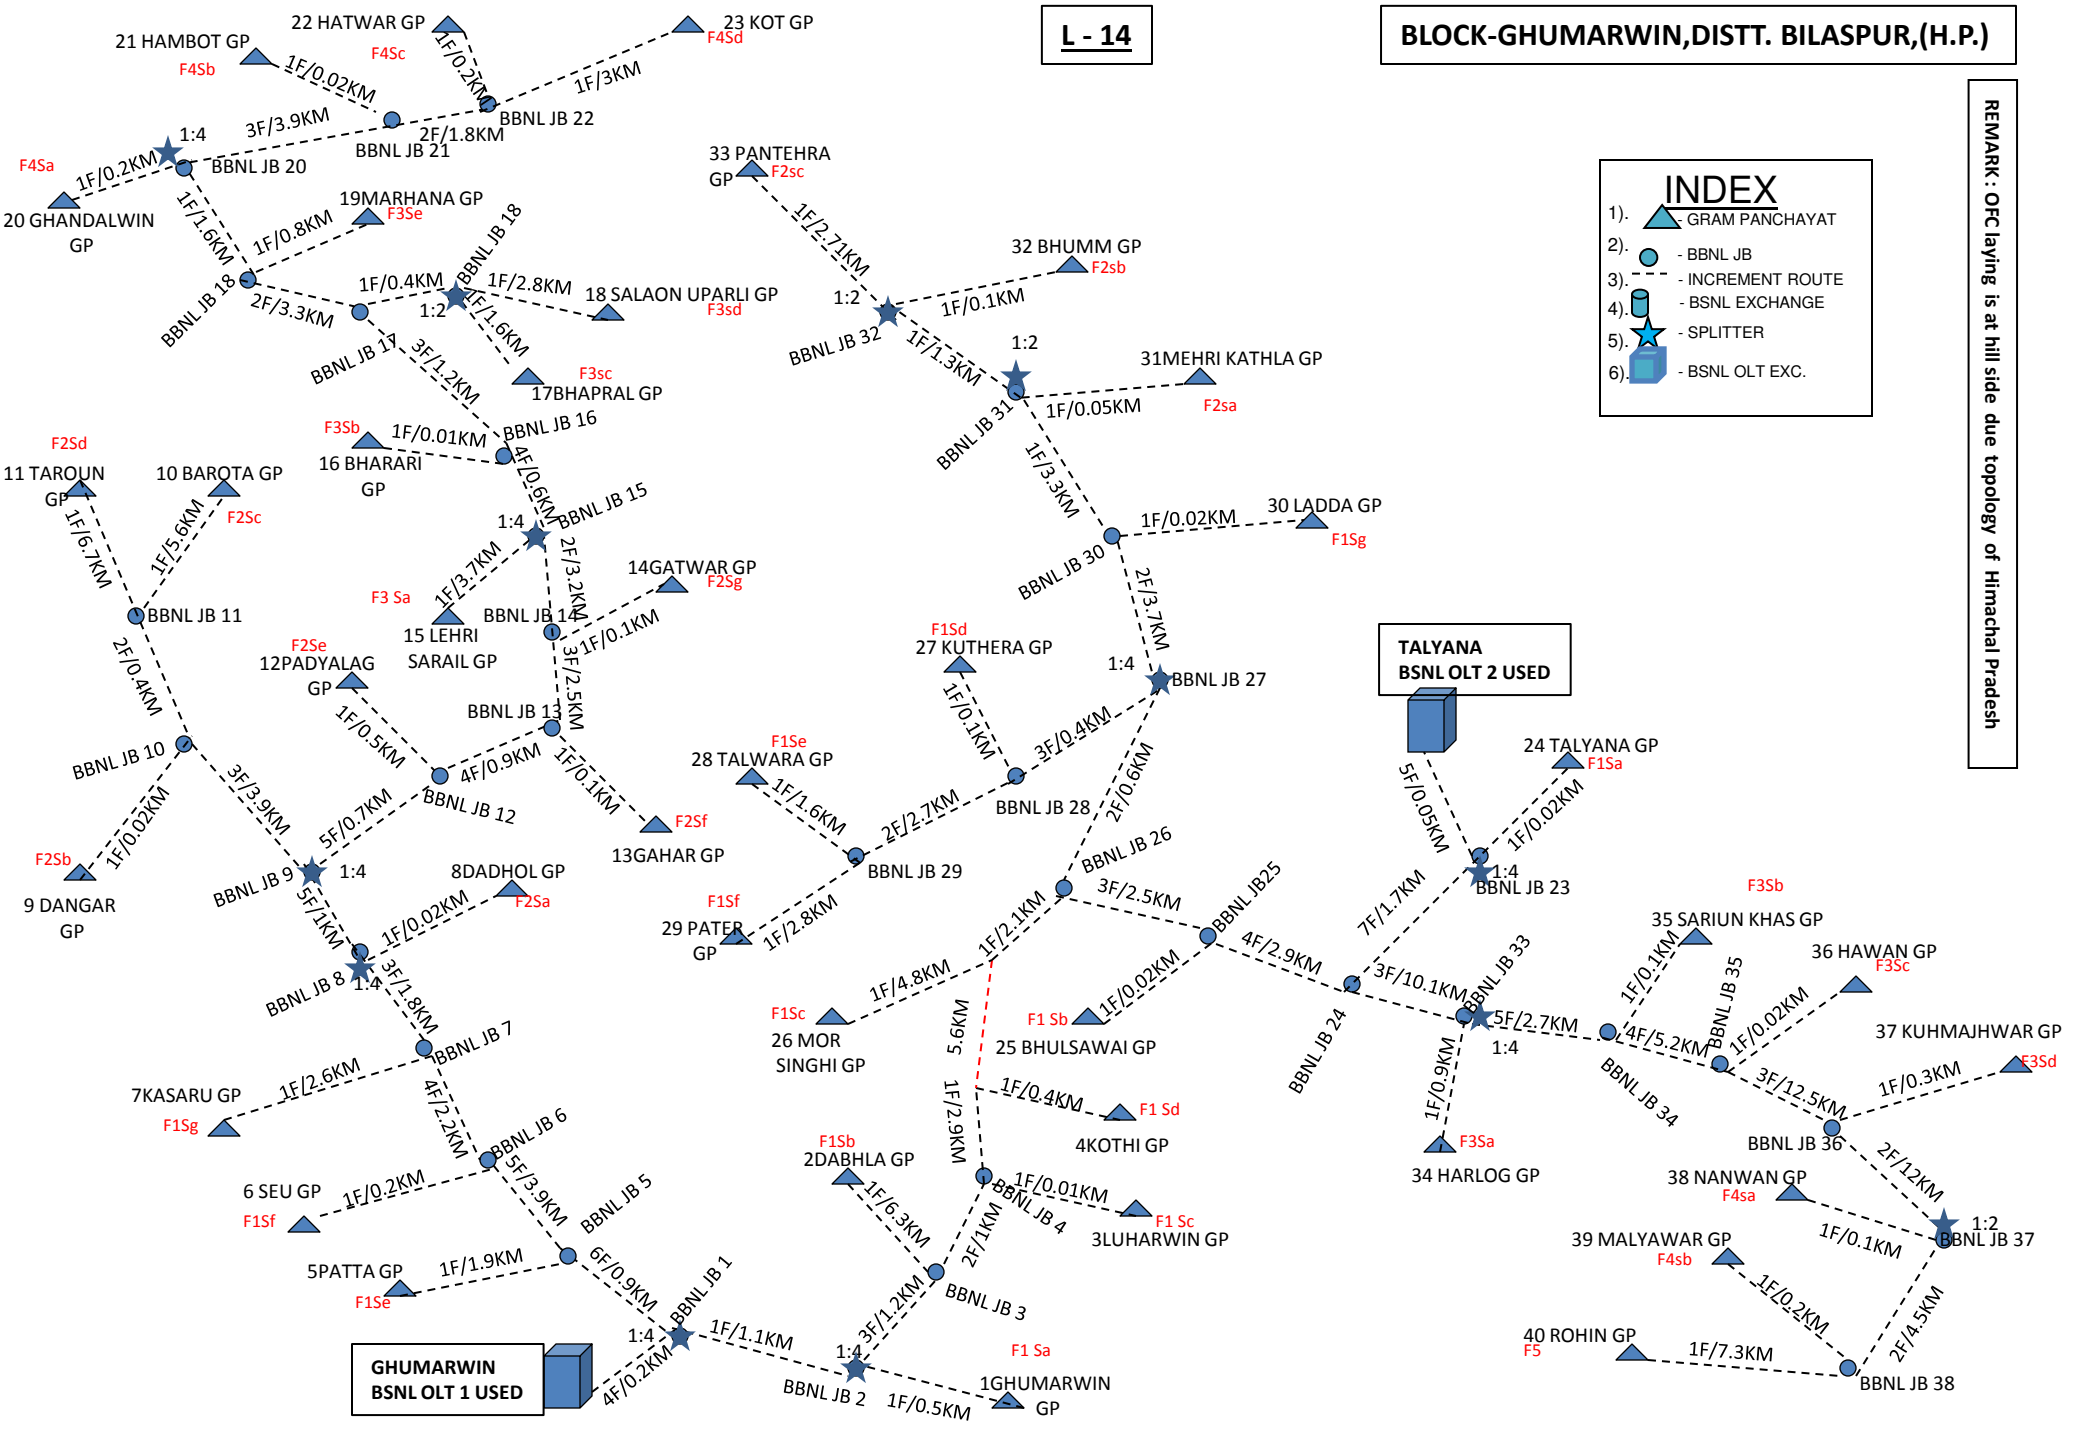 L - 14
BLOCK-GHUMARWIN,DISTT. BILASPUR,(H.P.)
REMARK : OFC laying is at hill side due topology of Himachal Pradesh
INDEX
1). - GRAM PANCHAYAT
2). - BBNL JB
3). - INCREMENT ROUTE
4). - BSNL EXCHANGE
5). - SPLITTER
6). - BSNL OLT EXC.
21 HAMBOT GP
F4Sb
1F/0.02KM
22 HATWAR GP
F4Sc
1F/0.2KM
23 KOT GP
F4Sd
1F/3KM
BBNL JB 22
2F/1.8KM
BBNL JB 21
3F/3.9KM
1:4
BBNL JB 20
F4Sa
1F/0.2KM
20 GHANDALWIN
GP
1F/1.6KM
19MARHANA GP
F3Se
1F/0.8KM
BBNL JB 18
2F/3.3KM
1F/0.4KM
BBNL JB 18
1:2
1F/2.8KM
18 SALAON UPARLI GP
F3sd
1F/1.6KM
F3sc
17BHAPRAL GP
BBNL JB 17
3F/1.2KM
BBNL JB 16
F3Sb
1F/0.01KM
16 BHARARI
GP
4F/0.6KM
BBNL JB 15
1:4
1F/3.7KM
F3 Sa
15 LEHRI
SARAIL GP
2F/3.2KM
BBNL JB 14
14GATWAR GP
F2Sg
1F/0.1KM
3F/2.5KM
BBNL JB 13
1F/0.1KM
F2Sf
13GAHAR GP
4F/0.9KM
BBNL JB 12
F2Se
12PADYALAG
GP
1F/0.5KM
5F/0.7KM
F2Sd
11 TAROUN
GP
1F/6.7KM
10 BAROTA GP
F2Sc
1F/5.6KM
BBNL JB 11
2F/0.4KM
BBNL JB 10
1F/0.02KM
F2Sb
9 DANGAR
GP
3F/3.9KM
BBNL JB 9
1:4
5F/1KM
8DADHOL GP
F2Sa
1F/0.02KM
BBNL JB 8
1:4
3F/1.8KM
BBNL JB 7
1F/2.6KM
7KASARU GP
F1Sg
4F/2.2KM
BBNL JB 6
1F/0.2KM
6 SEU GP
F1Sf
5F/3.9KM
BBNL JB 5
1F/1.9KM
5PATTA GP
F1Se
6F/0.9KM
BBNL JB 1
1:4
4F/0.2KM
GHUMARWIN
BSNL OLT 1 USED
1F/1.1KM
1:4
BBNL JB 2
1F/0.5KM
F1 Sa
1GHUMARWIN
GP
3F/1.2KM
BBNL JB 3
F1Sb
2DABHLA GP
1F/6.3KM
2F/1KM
BBNL JB 4
1F/0.01KM
F1 Sc
3LUHARWIN GP
1F/2.9KM
1F/0.4KM
F1 Sd
4KOTHI GP
5.6KM
33 PANTEHRA
GP
F2sc
1F/2.71KM
32 BHUMM GP
F2sb
1F/0.1KM
1:2
BBNL JB 32
1F/1.3KM
1:2
31MEHRI KATHLA GP
F2sa
1F/0.05KM
BBNL JB 31
1F/3.3KM
30 LADDA GP
F1Sg
1F/0.02KM
BBNL JB 30
2F/3.7KM
1:4
BBNL JB 27
F1Sd
27 KUTHERA GP
1F/0.1KM
3F/0.4KM
BBNL JB 28
F1Se
28 TALWARA GP
1F/1.6KM
2F/2.7KM
BBNL JB 29
F1Sf
29 PATER
GP
1F/2.8KM
2F/0.6KM
BBNL JB 26
1F/2.1KM
1F/4.8KM
F1Sc
26 MOR
SINGHI GP
3F/2.5KM
BBNL JB25
1F/0.02KM
F1 Sb
25 BHULSAWAI GP
4F/2.9KM
BBNL JB 24
TALYANA
BSNL OLT 2 USED
5F/0.05KM
24 TALYANA GP
F1Sa
1F/0.02KM
1:4
BBNL JB 23
7F/1.7KM
3F/10.1KM
BBNL JB 33
1:4
1F/0.9KM
F3Sa
34 HARLOG GP
5F/2.7KM
BBNL JB 34
F3Sb
35 SARIUN KHAS GP
1F/0.1KM
4F/5.2KM
BBNL JB 35
36 HAWAN GP
F3Sc
1F/0.02KM
3F/12.5KM
BBNL JB 36
37 KUHMAJHWAR GP
F3Sd
1F/0.3KM
2F/12KM
1:2
BBNL JB 37
38 NANWAN GP
F4sa
1F/0.1KM
39 MALYAWAR GP
F4sb
1F/0.2KM
2F/4.5KM
BBNL JB 38
40 ROHIN GP
F5
1F/7.3KM